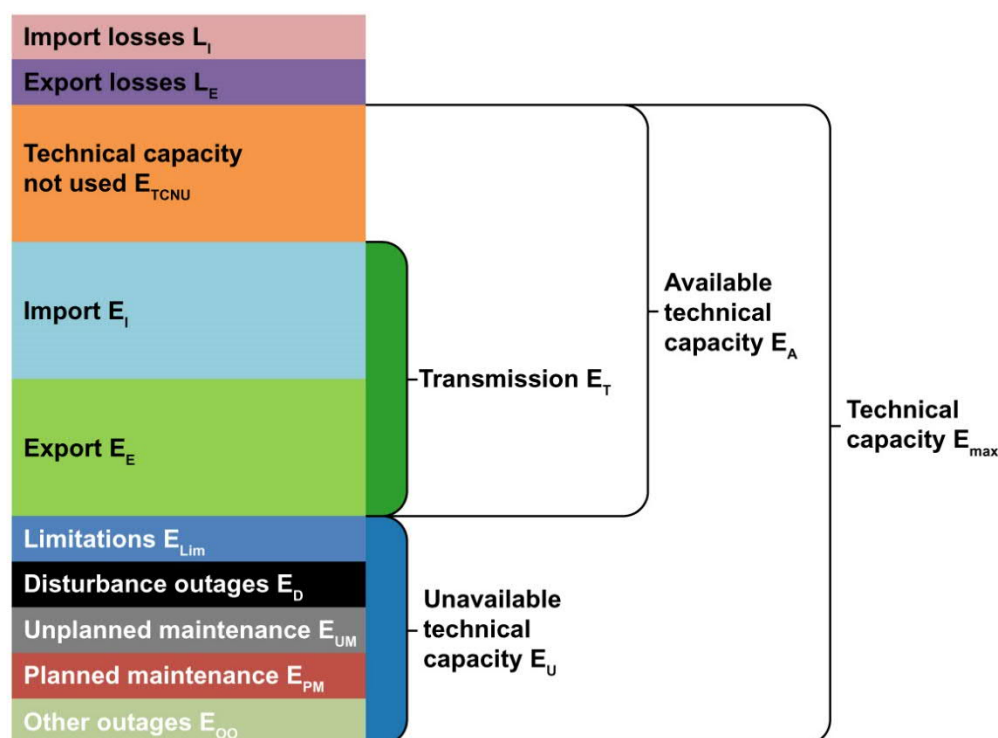 Import losses L_I
Export losses L_E
Technical capacity
not used E_TCNU
Import E_I
Export E_E
Limitations E_Lim
Disturbance outages E_D
Unplanned maintenance E_UM
Planned maintenance E_PM
Other outages E_OO
Transmission E_T
Unavailable
technical
capacity E_U
Available
technical
capacity E_A
Technical
capacity E_max